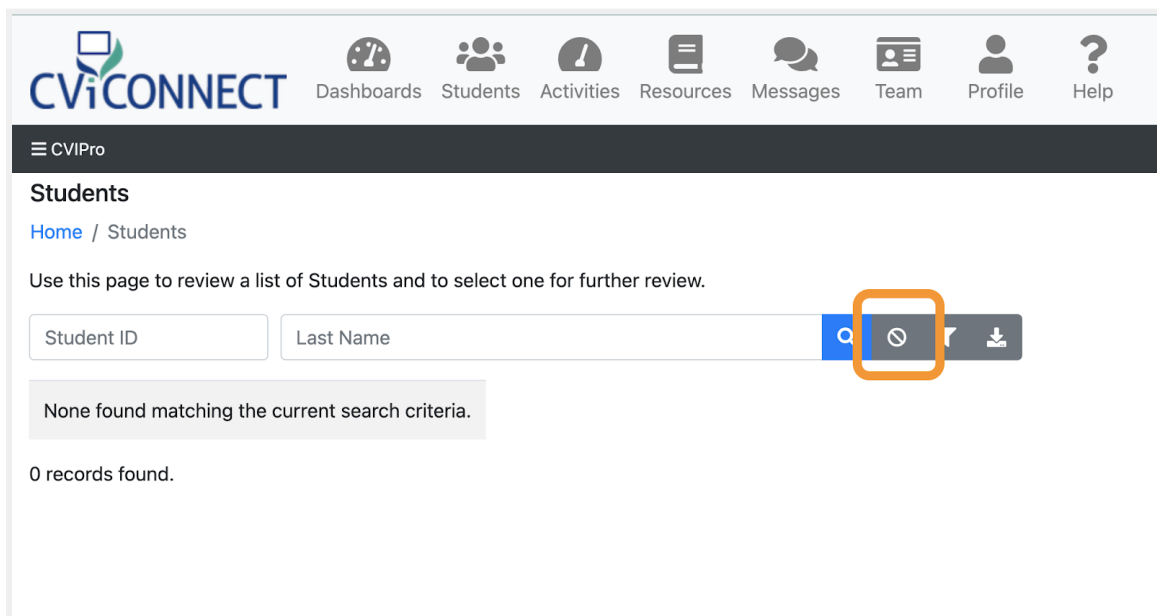 CViCONNECT
Dashboards Students Activities Resources Messages Team Profile Help
CVIPro
Students
Home / Students
Use this page to review a list of Students and to select one for further review.
Student ID Last Name
None found matching the current search criteria.
0 records found.